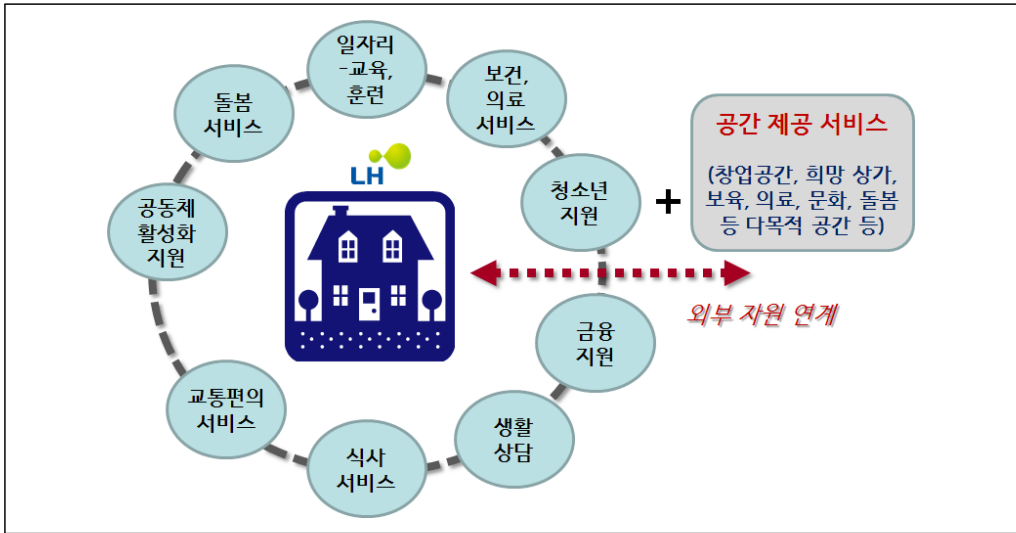 일자리
-교육,
훈련
보건,
의료
서비스
돌봄
서비스
공간 제공 서비스
(창업공간, 희망 상가,
보육, 의료, 문화, 돌봄
등 다목적 공간 등)
LH
청소년
지원
+
공동체
활성화
지원
외부 자원 연계
금융
지원
교통편의
서비스
생활
상담
식사
서비스